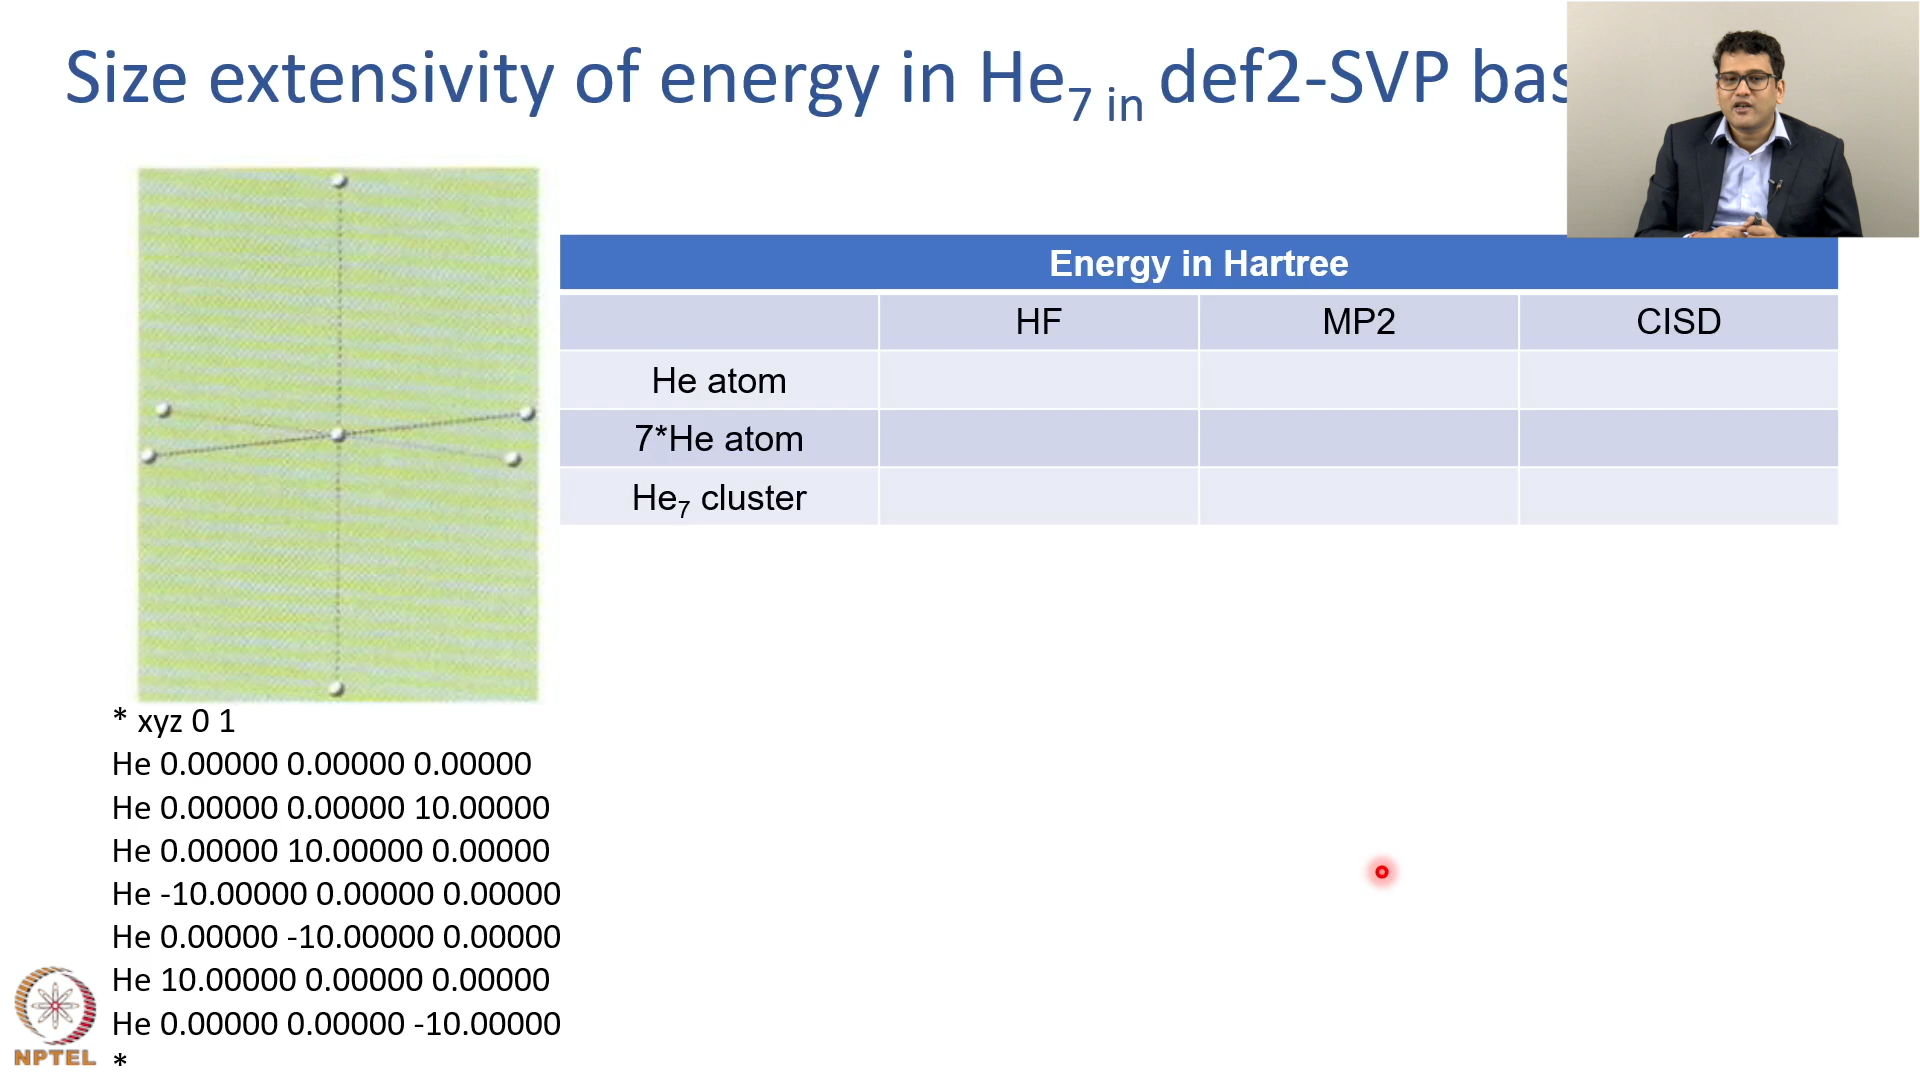 Size extensivity of energy in He7 in def2-SVP
Energy in Hartree
HF MP2 CISD
He atom
7*He atom
He7 cluster
* xyz 0 1
He 0.00000 0.00000 0.00000
He 0.00000 0.00000 10.00000
He 0.00000 10.00000 0.00000
He -10.00000 0.00000 0.00000
He 0.00000 -10.00000 0.00000
He 10.00000 0.00000 0.00000
He 0.00000 0.00000 -10.00000
*
NPTEL